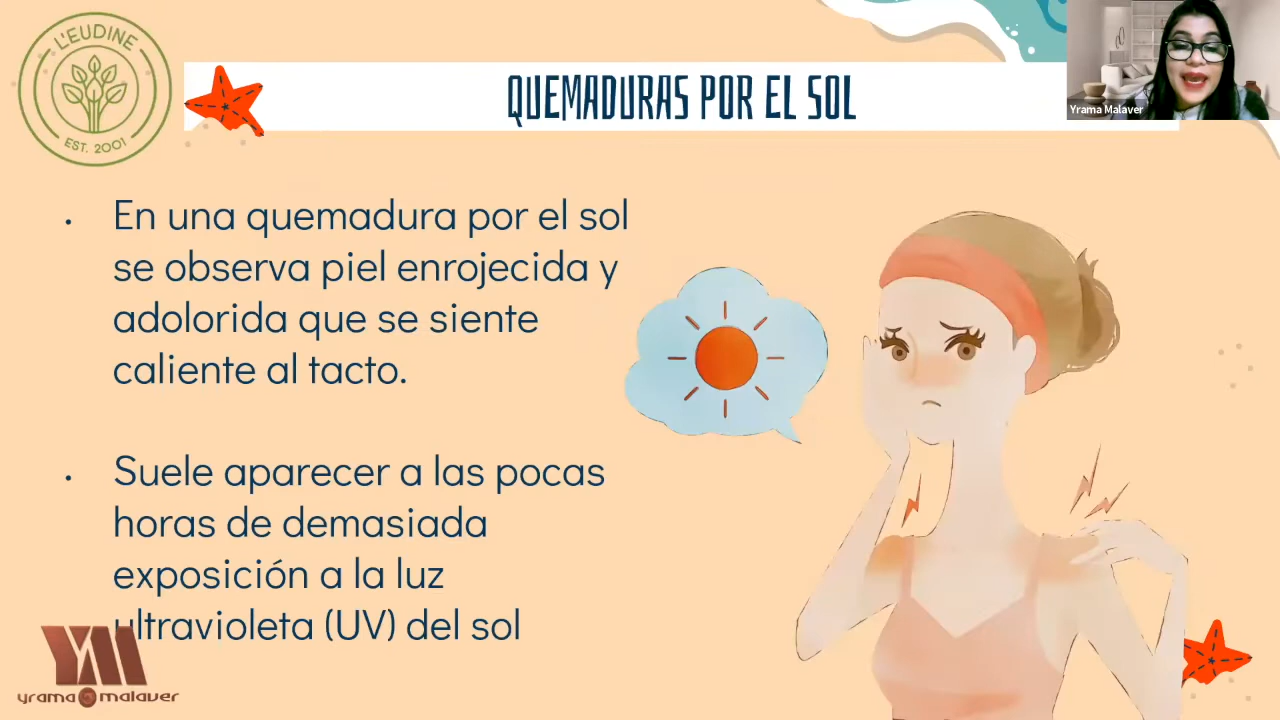 L'EUDINE
EST. 2001
QUEMADURAS POR EL SOL
Yrama Malaver
• En una quemadura por el sol
se observa piel enrojecida y
adolorida que se siente
caliente al tacto.
• Suele aparecer a las pocas
horas de demasiada
exposición a la luz
ultravioleta (UV) del sol
YM
yrama malaver